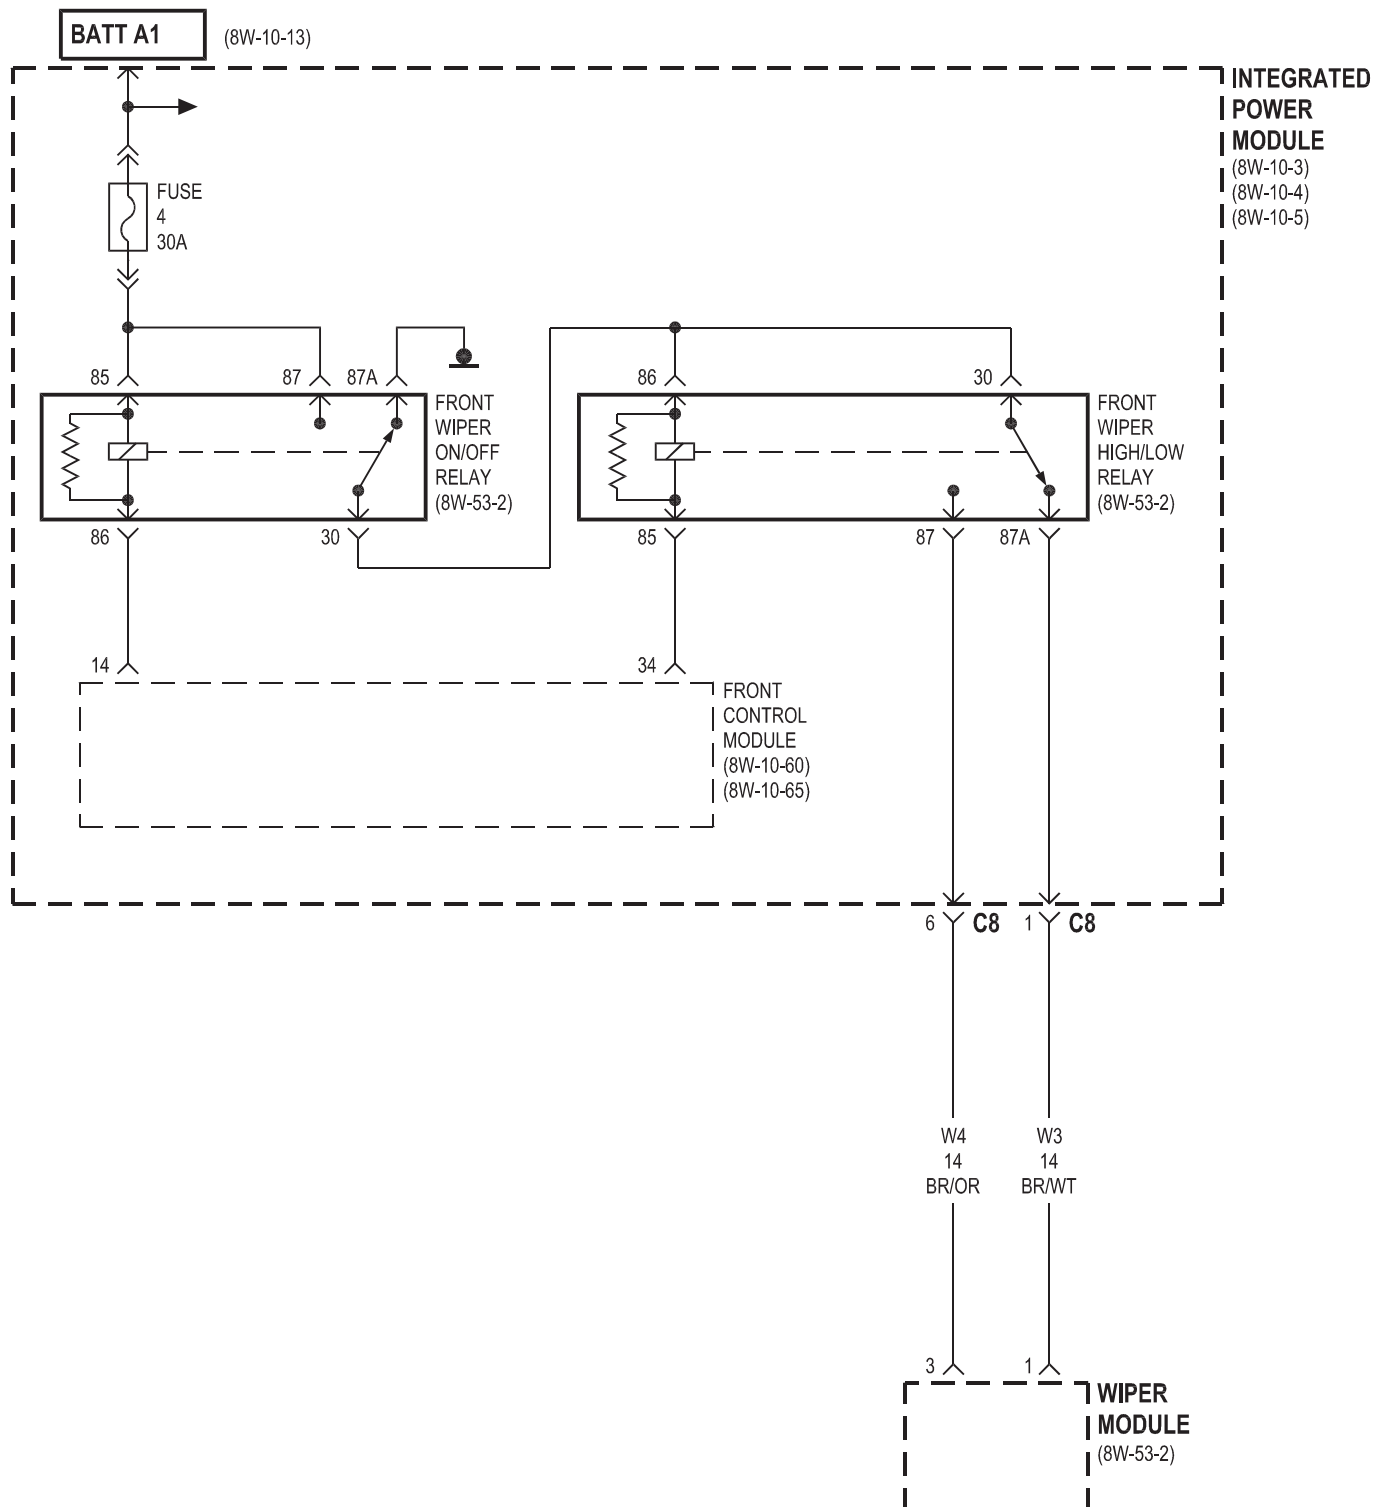 BATT A1
(8W-10-13)
INTEGRATED
POWER
MODULE
(8W-10-3)
(8W-10-4)
(8W-10-5)
FUSE
4
30A
85
87
87A
86
30
FRONT
WIPER
ON/OFF
RELAY
(8W-53-2)
FRONT
WIPER
HIGH/LOW
RELAY
(8W-53-2)
86
30
85
87
87A
14
34
FRONT
CONTROL
MODULE
(8W-10-60)
(8W-10-65)
6
C8
1
C8
W4
14
BR/OR
W3
14
BR/WT
3
1
WIPER
MODULE
(8W-53-2)